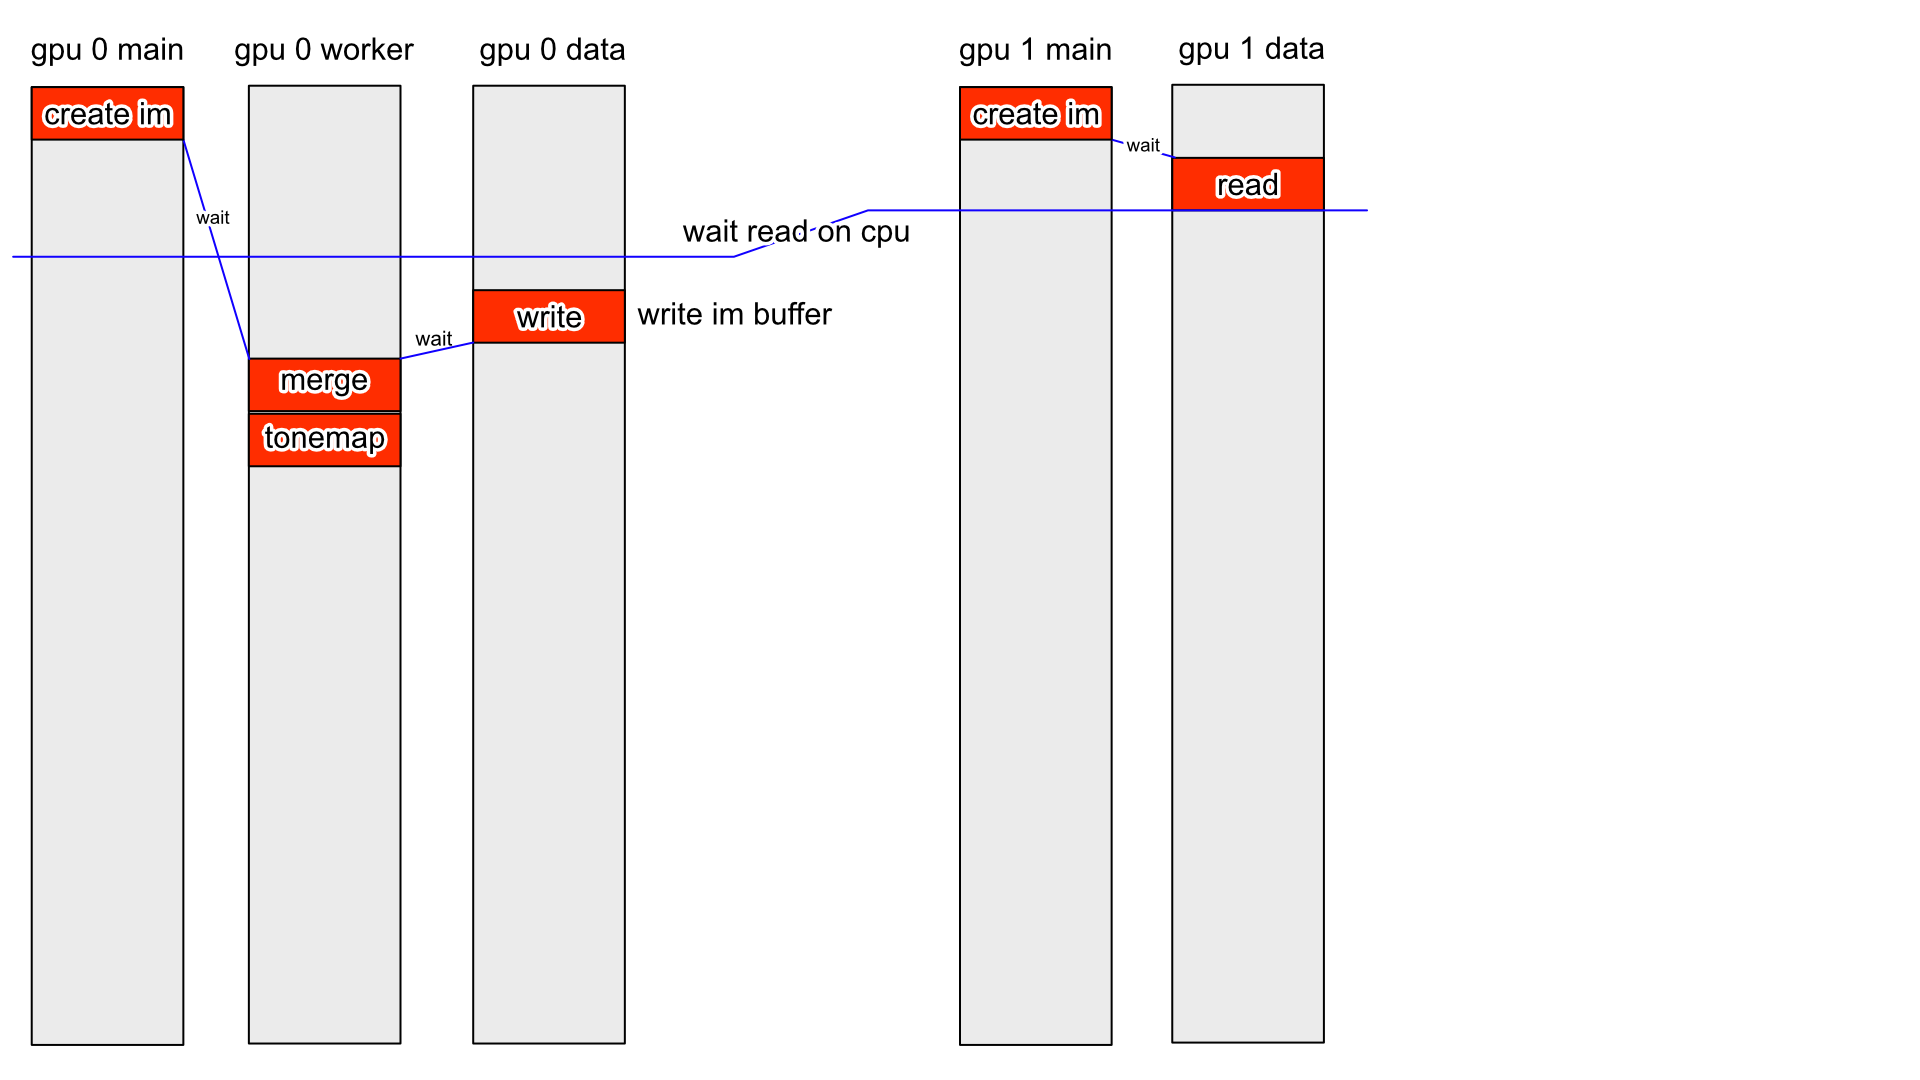 gpu 0 main
gpu 0 worker
gpu 0 data
gpu 1 main
gpu 1 data
create im
create im
wait
read
wait
wait read on cpu
write
write im buffer
wait
merge
tonemap